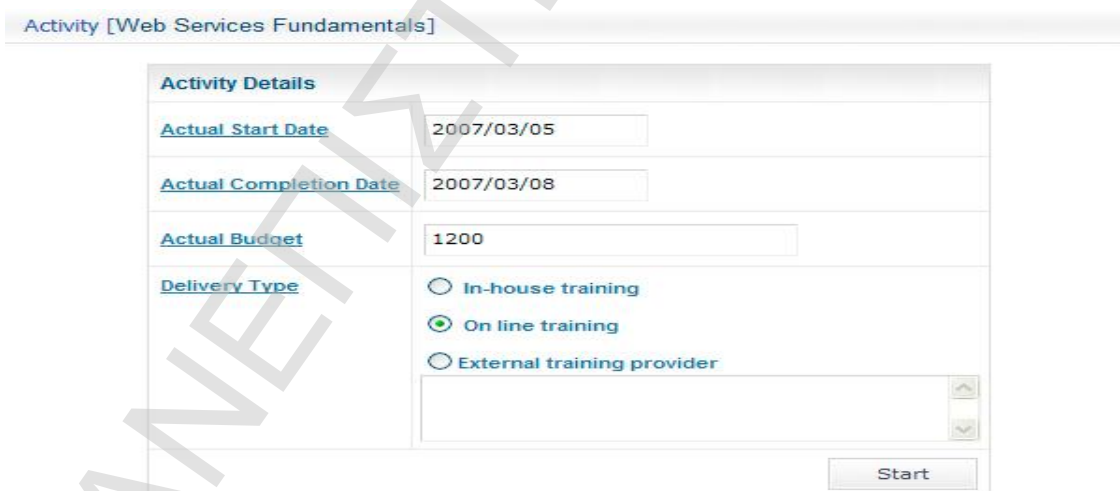 Activity [Web Services Fundamentals]
Activity Details
Actual Start Date 2007/03/05
Actual Completion Date 2007/03/08
Actual Budget 1200
Delivery Type In-house training
On line training
External training provider
Start
ΑΝΕΠΙΣΤ